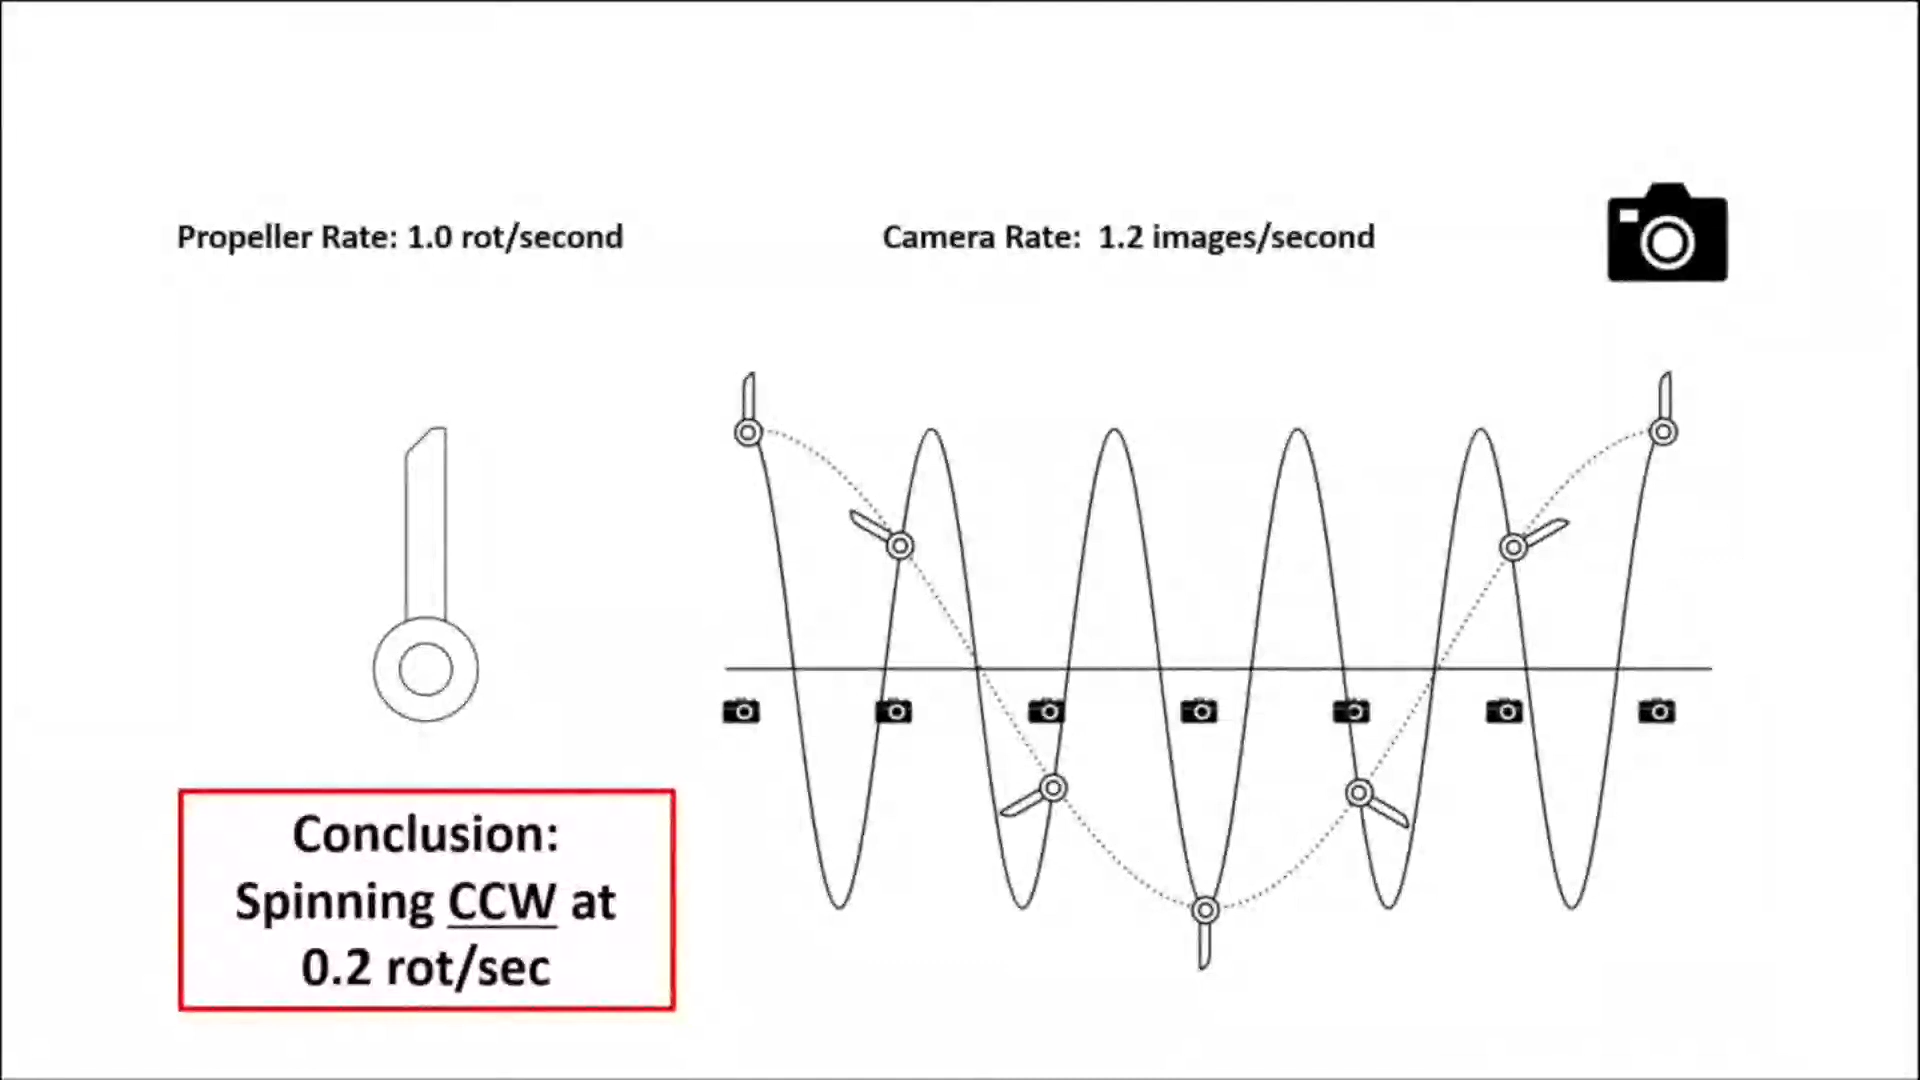 Propeller Rate: 1.0 rot/second
Camera Rate: 1.2 images/second
Conclusion:
Spinning CCW at
0.2 rot/sec